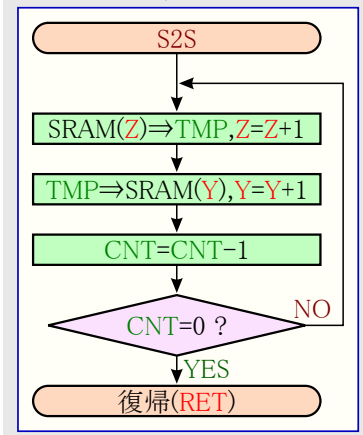 S2S
SRAM(Z)⇒TMP,Z=Z+1
TMP⇒SRAM(Y),Y=Y+1
CNT=CNT−1
CNT=0 ?
NO
YES
復帰(RET)